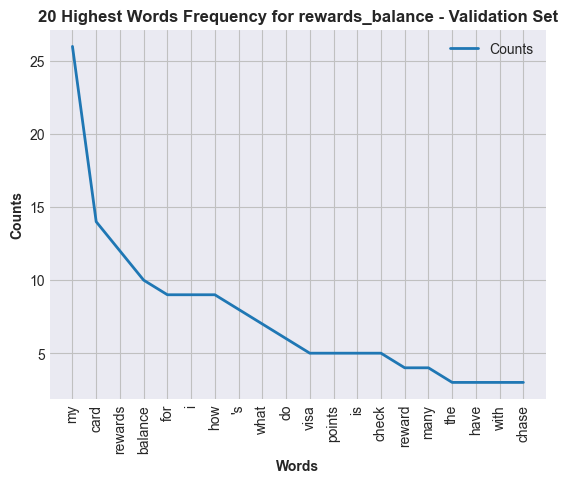 20 Highest Words Frequency for rewards_balance - Validation Set
Counts
25
20
15
10
5
Counts
my
card
rewards
balance
for
i
how
's
what
do
visa
points
is
check
reward
many
the
have
with
chase
Words